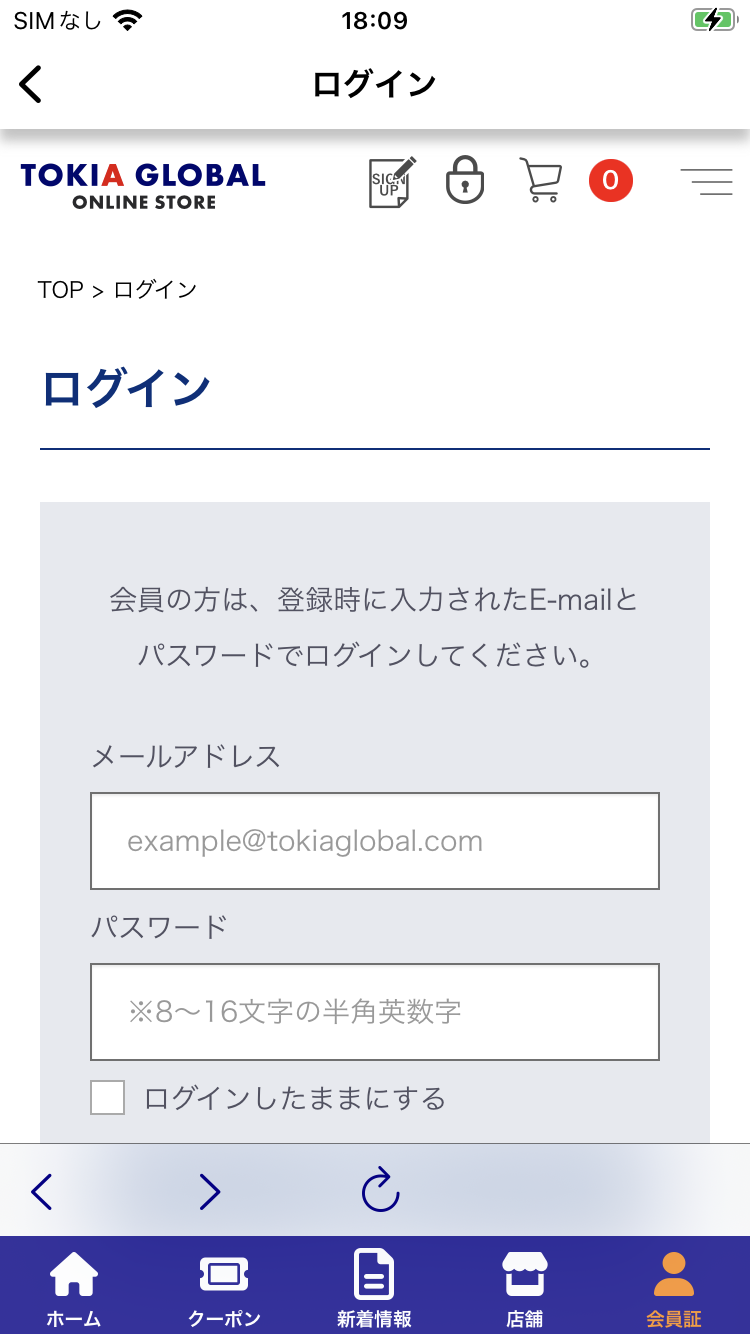 SIMなし 18:09
ログイン
TOKIA GLOBAL
ONLINE STORE
SIGN
UP
0
TOP > ログイン
ログイン
会員の方は、登録時に入力されたE-mailと
パスワードでログインしてください。
メールアドレス
example@tokiaglobal.com
パスワード
※8〜16文字の半角英数字
ログインしたままにする
ホーム クーポン 新着情報 店舗 会員証